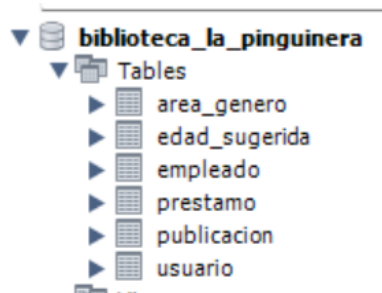 biblioteca_la_pinguinera
Tables
area_genero
edad_sugerida
empleado
prestamo
publicacion
usuario